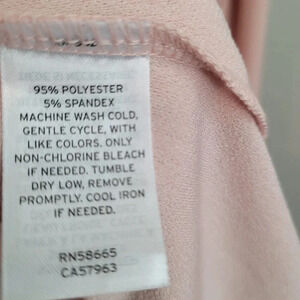 95% POLYESTER
5% SPANDEX
MACHINE WASH COLD,
GENTLE CYCLE, WITH
LIKE COLORS. ONLY
NON-CHLORINE BLEACH
IF NEEDED. TUMBLE
DRY LOW, REMOVE
PROMPTLY. COOL IRON
IF NEEDED.
RN58665
CA57963